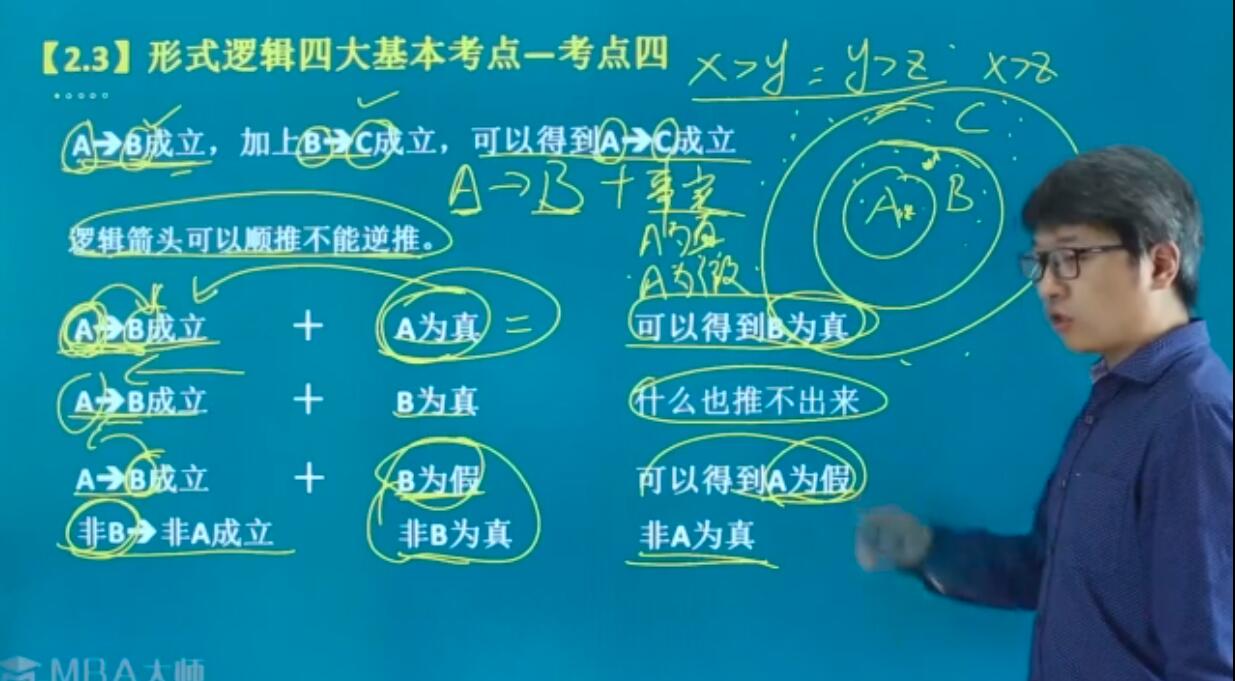 【2.3】形式逻辑四大基本考点—考点四
x>y = y>z x>z
A→B成立，加上B→C成立，可以得到A→C成立
A→B + 事实
A为真
A为假
C
A
B
逻辑箭头可以顺推不能逆推。
A→B成立 + A为真 = 可以得到B为真
A→B成立 + B为真 什么也推不出来
A→B成立 + B为假 可以得到A为假
非B→非A成立 非B为真 非A为真
MBA大师